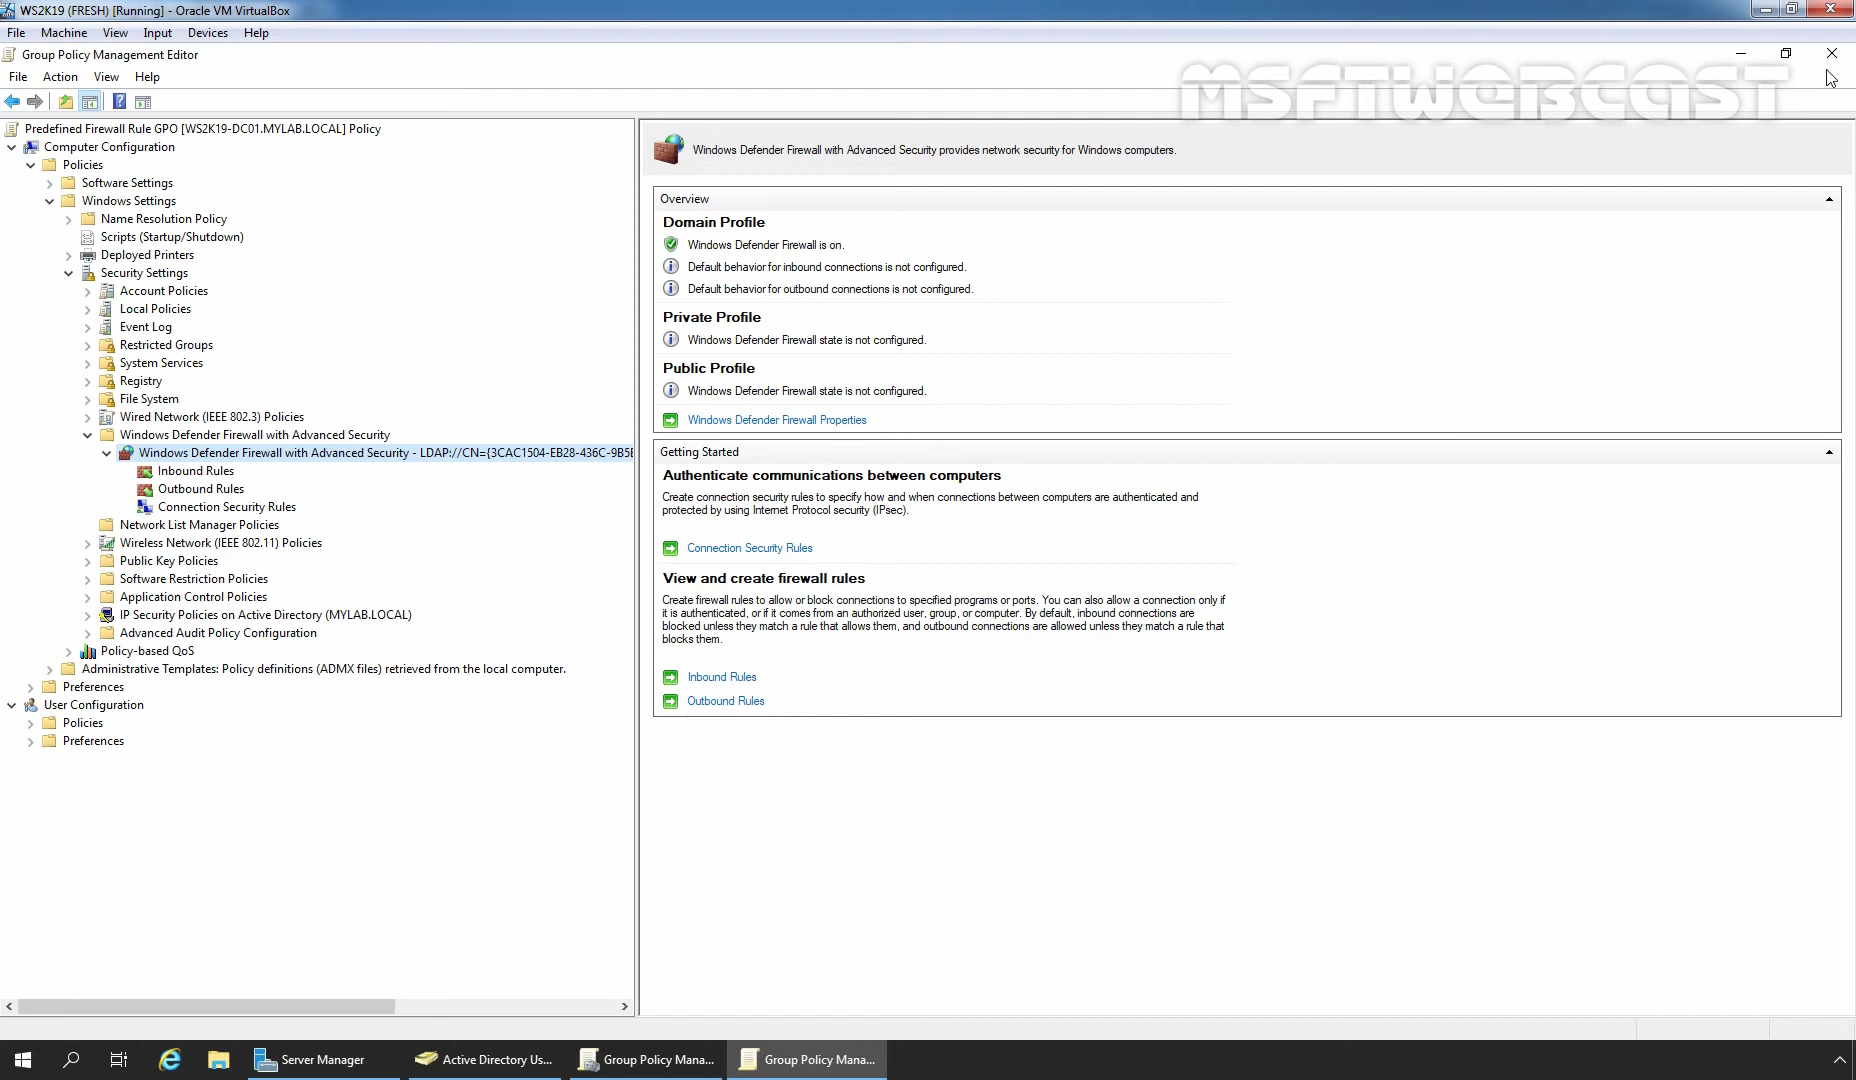 WS2K19 (FRESH) [Running] - Oracle VM VirtualBox
File Machine View Input Devices Help
Group Policy Management Editor
File Action View Help
MSFTWEBCAST
Predefined Firewall Rule GPO [WS2K19-DC01.MYLAB.LOCAL] Policy
Computer Configuration
Policies
Software Settings
Windows Settings
Name Resolution Policy
Scripts (Startup/Shutdown)
Deployed Printers
Security Settings
Account Policies
Local Policies
Event Log
Restricted Groups
System Services
Registry
File System
Wired Network (IEEE 802.3) Policies
Windows Defender Firewall with Advanced Security
Windows Defender Firewall with Advanced Security - LDAP://CN={3CAC1504-EB28-436C-9B5E
Inbound Rules
Outbound Rules
Connection Security Rules
Network List Manager Policies
Wireless Network (IEEE 802.11) Policies
Public Key Policies
Software Restriction Policies
Application Control Policies
IP Security Policies on Active Directory (MYLAB.LOCAL)
Advanced Audit Policy Configuration
Policy-based QoS
Administrative Templates: Policy definitions (ADMX files) retrieved from the local computer.
Preferences
User Configuration
Policies
Preferences
Windows Defender Firewall with Advanced Security provides network security for Windows computers.
Overview
Domain Profile
Windows Defender Firewall is on.
Default behavior for inbound connections is not configured.
Default behavior for outbound connections is not configured.
Private Profile
Windows Defender Firewall state is not configured.
Public Profile
Windows Defender Firewall state is not configured.
Windows Defender Firewall Properties
Getting Started
Authenticate communications between computers
Create connection security rules to specify how and when connections between computers are authenticated and
protected by using Internet Protocol security (IPsec).
Connection Security Rules
View and create firewall rules
Create firewall rules to allow or block connections to specified programs or ports. You can also allow a connection only if
it is authenticated, or if it comes from an authorized user, group, or computer. By default, inbound connections are
blocked unless they match a rule that allows them, and outbound connections are allowed unless they match a rule that
blocks them.
Inbound Rules
Outbound Rules
Server Manager
Active Directory Us...
Group Policy Mana...
Group Policy Mana...